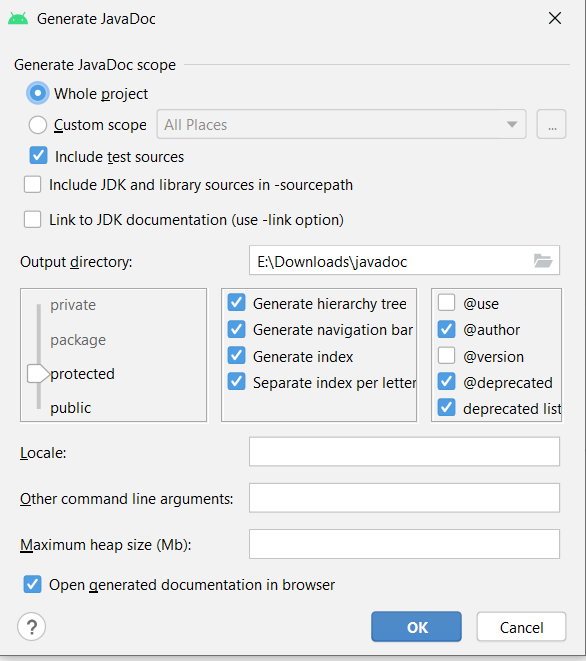 Generate JavaDoc
Generate JavaDoc scope
Whole project
Custom scope All Places ...
Include test sources
Include JDK and library sources in -sourcepath
Link to JDK documentation (use -link option)
Output directory: E:\Downloads\javadoc
private
package
protected
public
Generate hierarchy tree
Generate navigation bar
Generate index
Separate index per letter
@use
@author
@version
@deprecated
deprecated list
Locale:
Other command line arguments:
Maximum heap size (Mb):
Open generated documentation in browser
? OK Cancel